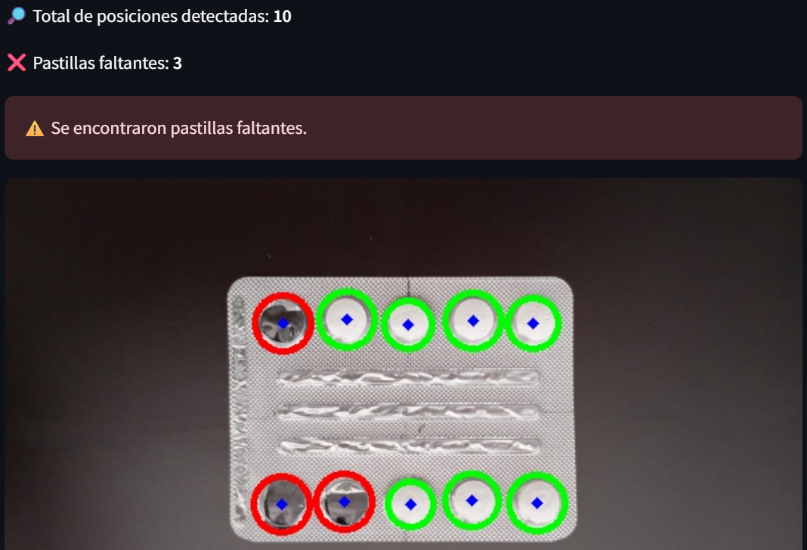 🔎 Total de posiciones detectadas: 10
❌ Pastillas faltantes: 3
⚠️ Se encontraron pastillas faltantes.